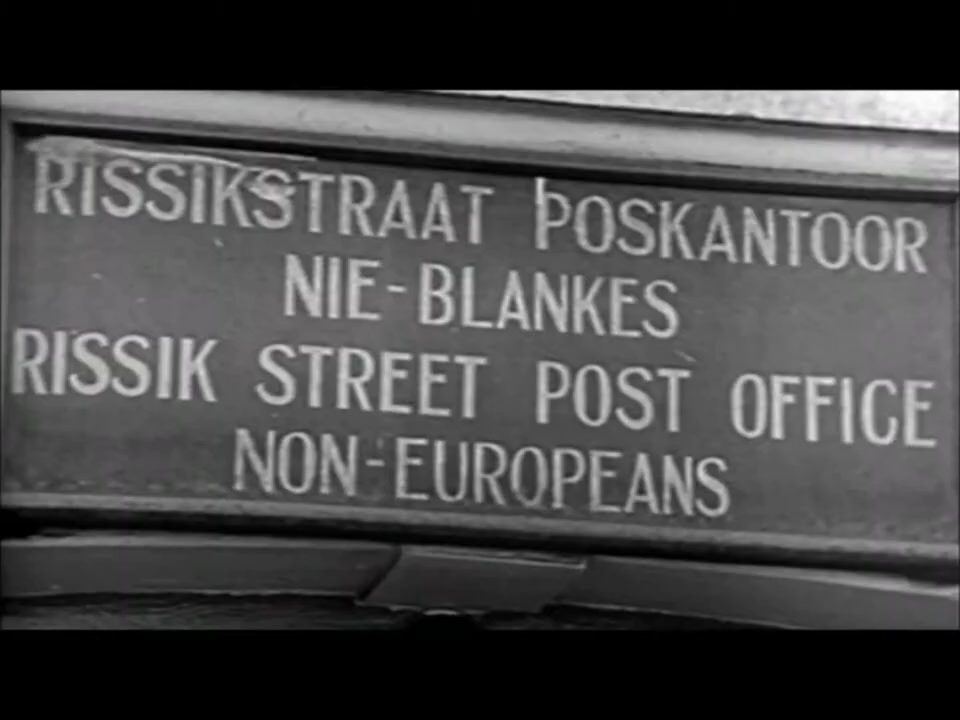 RISSIKSTRAAT POSKANTOOR
NIE-BLANKES
RISSIK STREET POST OFFICE
NON-EUROPEANS